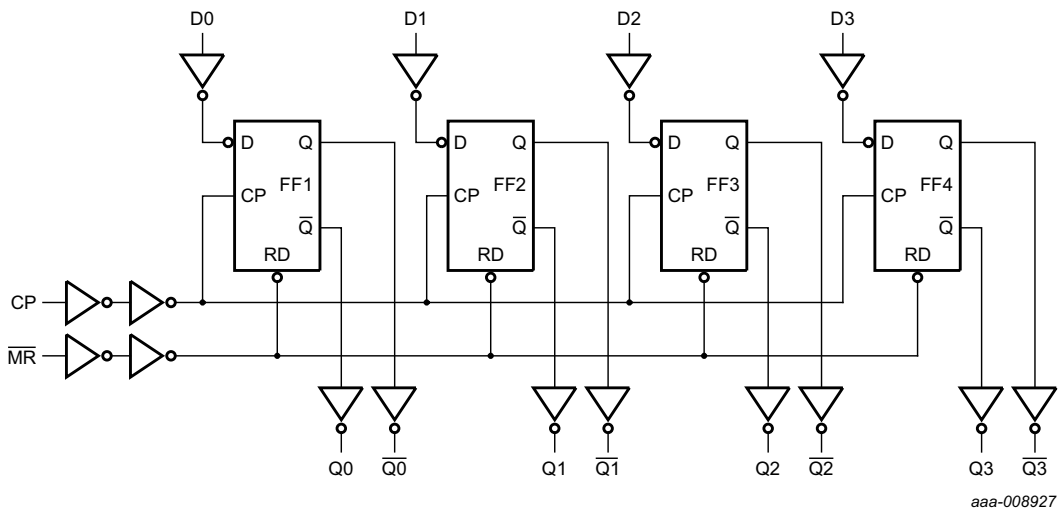 D0 D1 D2 D3
D Q D Q D Q D Q
FF1 FF2 FF3 FF4
CP CP CP CP
Q̅ Q̅ Q̅ Q̅
RD RD RD RD
CP
M̅R̅
Q0 Q̅0̅ Q1 Q̅1̅ Q2 Q̅2̅ Q3 Q̅3̅
aaa-008927